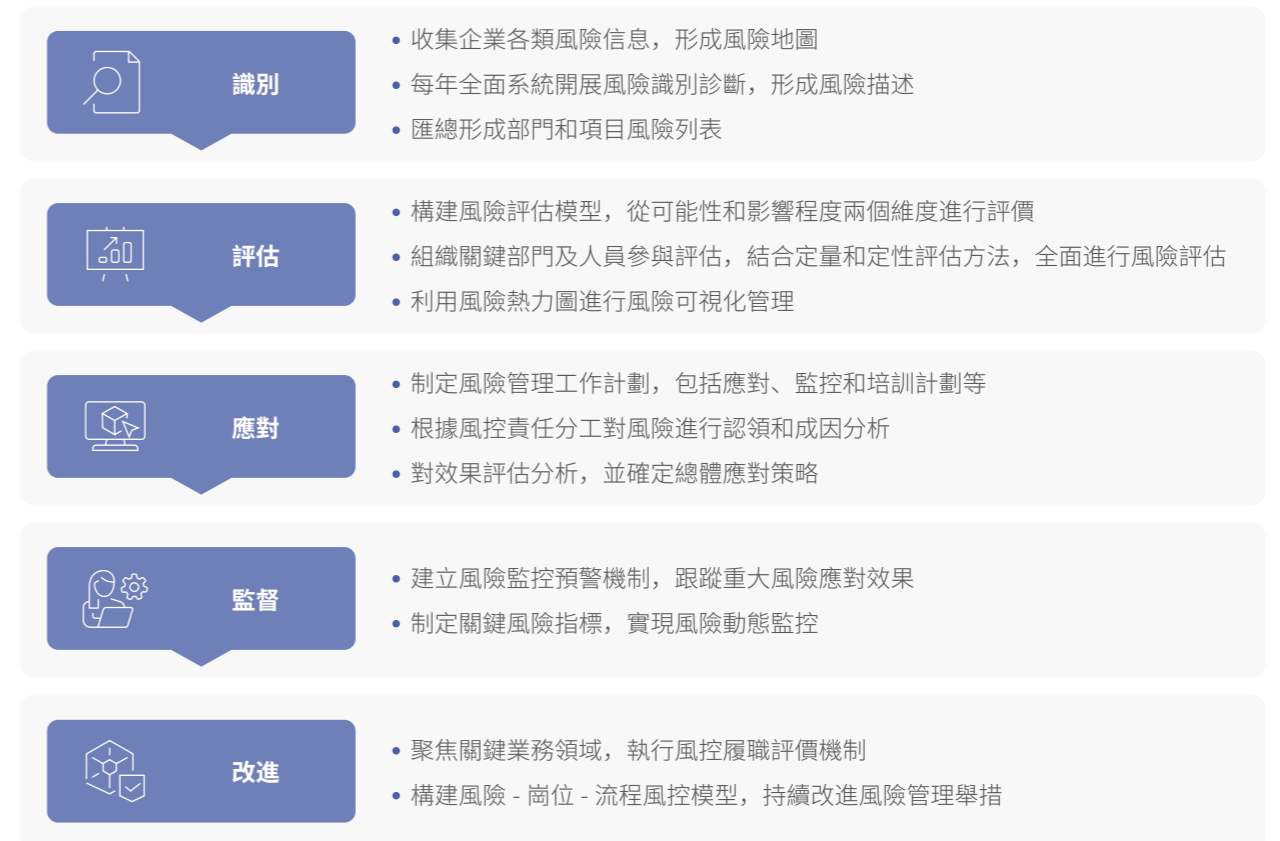 識別
收集企業各類風險信息，形成風險地圖
每年全面系統開展風險識別診斷，形成風險描述
匯總形成部門和項目風險列表
評估
構建風險評估模型，從可能性和影響程度兩個維度進行評價
組織關鍵部門及人員參與評估，結合定量和定性評估方法，全面進行風險評估
利用風險熱力圖進行風險可視化管理
應對
制定風險管理工作計劃，包括應對、監控和培訓計劃等
根據風控責任分工對風險進行認領和成因分析
對效果評估分析，並確定總體應對策略
監督
建立風險監控預警機制，跟蹤重大風險應對效果
制定關鍵風險指標，實現風險動態監控
改進
聚焦關鍵業務領域，執行風控履職評價機制
構建風險 - 崗位 - 流程風控模型，持續改進風險管理舉措